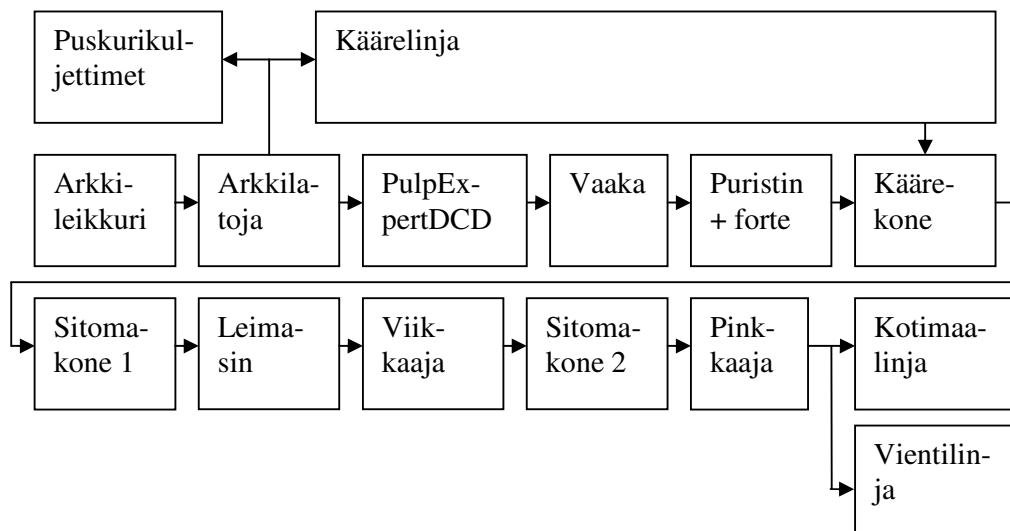 Puskurikul-
jettimet
Käärelinja
Arkki-
leikkuri
Arkkila-
toja
PulpEx-
pertDCD
Vaaka
Puristin
+ forte
Kääre-
kone
Sitoma-
kone 1
Leima-
sin
Viik-
kaaja
Sitoma-
kone 2
Pink-
kaaja
Kotimaa-
linja
Vientilin-
ja